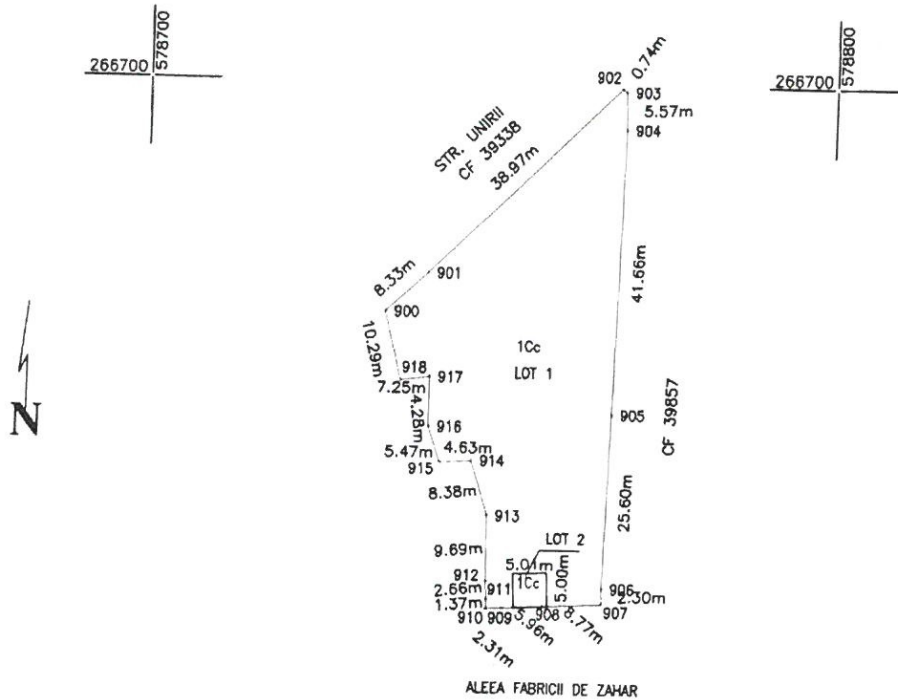 578700
266700
578800
266700
902
0.74m
903
5.57m
904
STR. UNIRII
CF 39338
38.97m
901
8.33m
900
41.66m
10.29m
918
917
7.25m
4.28m
1Cc
LOT 1
N
916
905
CF 39857
5.47m
4.63m
915
914
8.38m
913
25.60m
9.69m
LOT 2
5.01m
912
1Cc
5.00m
2.66m
911
906
1.37m
2.30m
910
909
908
907
5.96m
8.77m
2.31m
ALEEA FABRICII DE ZAHAR